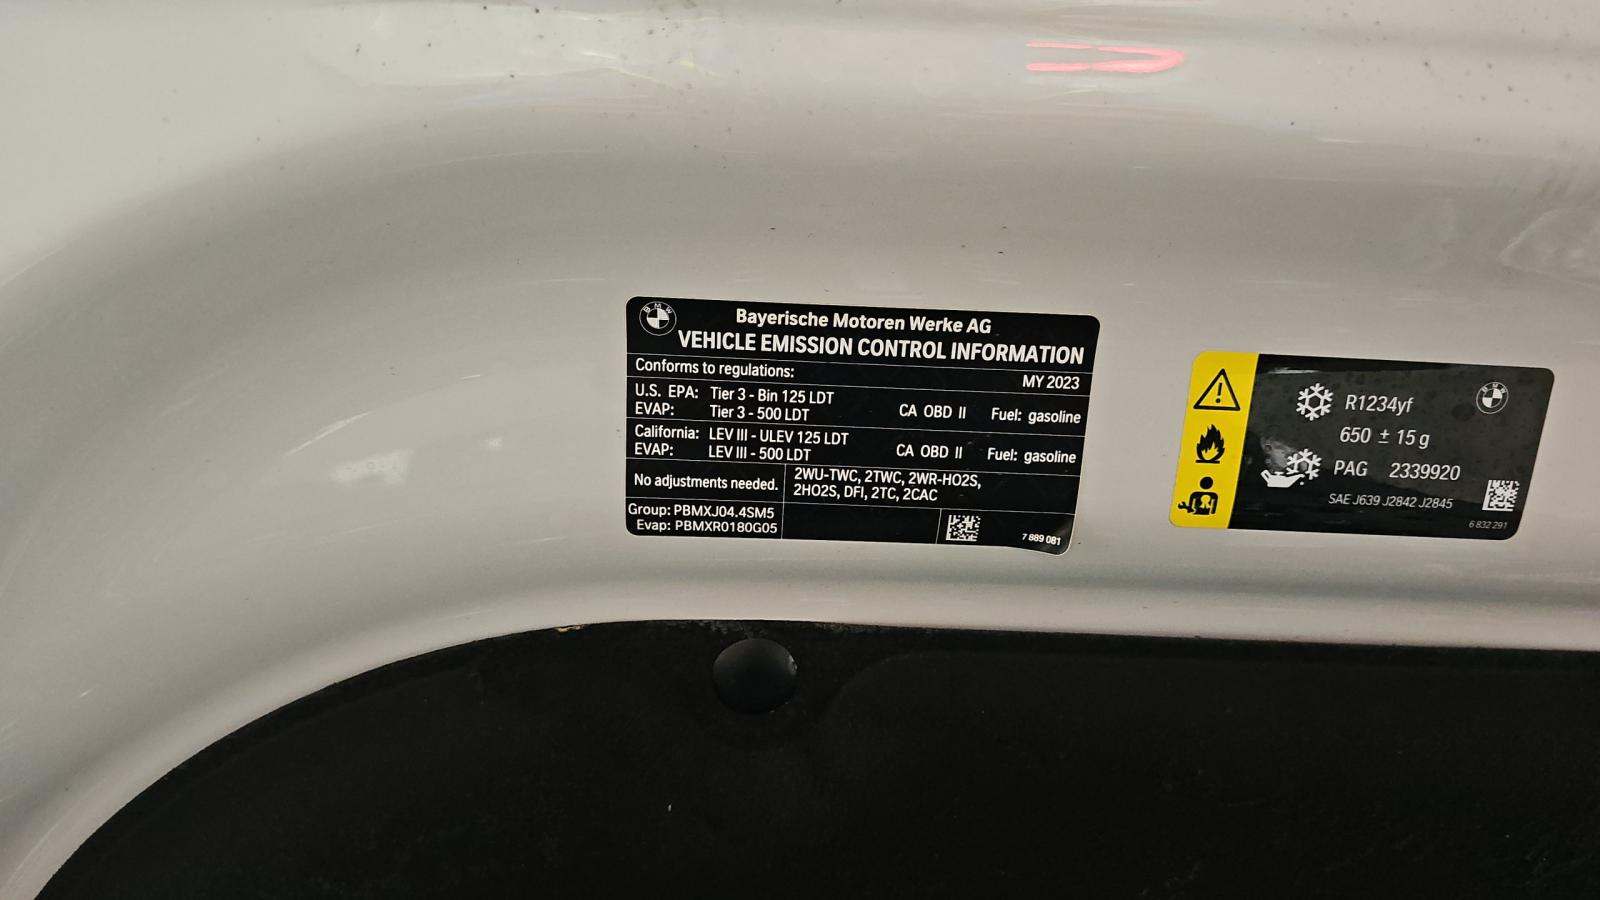 BMW
Bayerische Motoren Werke AG
VEHICLE EMISSION CONTROL INFORMATION
Conforms to regulations: MY 2023
U.S. EPA: Tier 3 - Bin 125 LDT
EVAP: Tier 3 - 500 LDT CA OBD II Fuel: gasoline
California: LEV III - ULEV 125 LDT
EVAP: LEV III - 500 LDT CA OBD II Fuel: gasoline
No adjustments needed. 2WU-TWC, 2TWC, 2WR-HO2S,
2HO2S, DFI, 2TC, 2CAC
Group: PBMXJ04.4SM5
Evap: PBMXR0180G05
7 889 081
R1234yf
650 ± 15 g
PAG 2339920
SAE J639 J2842 J2845
6 832 291